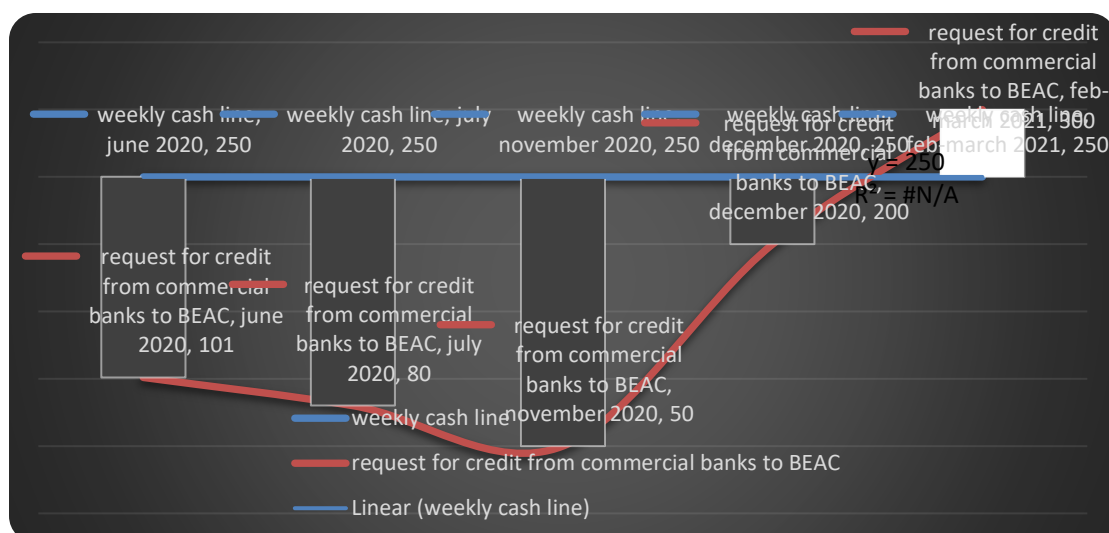 request for credit
from commercial
banks to BEAC, feb-
march 2021, 300
weekly cash line,
june 2020, 250
weekly cash line, july
2020, 250
weekly cash line,
november 2020, 250
weekly cash line,
december 2020, 250
weekly cash line,
feb-march 2021, 250
request for credit
from commercial
banks to BEAC,
december 2020, 200
y = 250
R² = #N/A
request for credit
from commercial
banks to BEAC, june
2020, 101
request for credit
from commercial
banks to BEAC, july
2020, 80
request for credit
from commercial
banks to BEAC,
november 2020, 50
weekly cash line
request for credit from commercial banks to BEAC
Linear (weekly cash line)